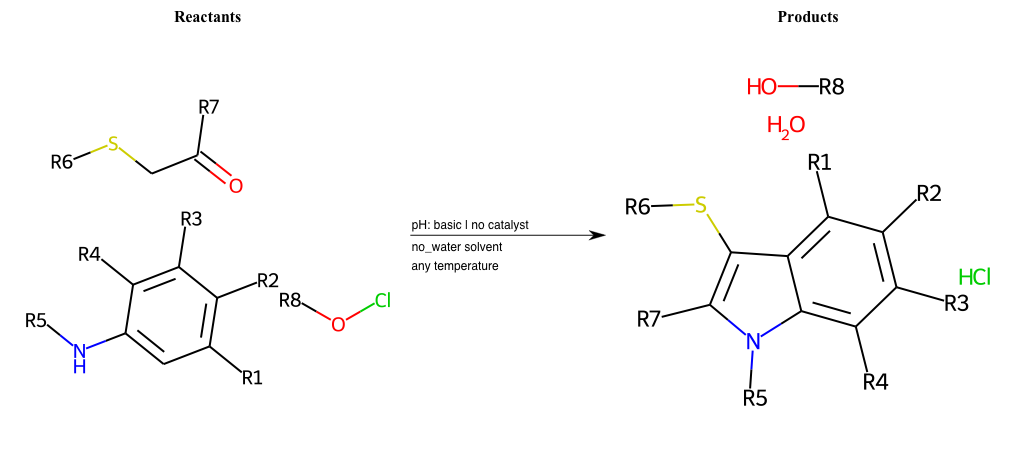 Reactants
Products
R7
R6
S
O
R3
R4
R2
R5
N
H
R1
R8
O
Cl
pH: basic | no catalyst
no_water solvent
any temperature
HO
R8
H2O
R1
R6
S
R2
HCl
R3
R7
N
R4
R5